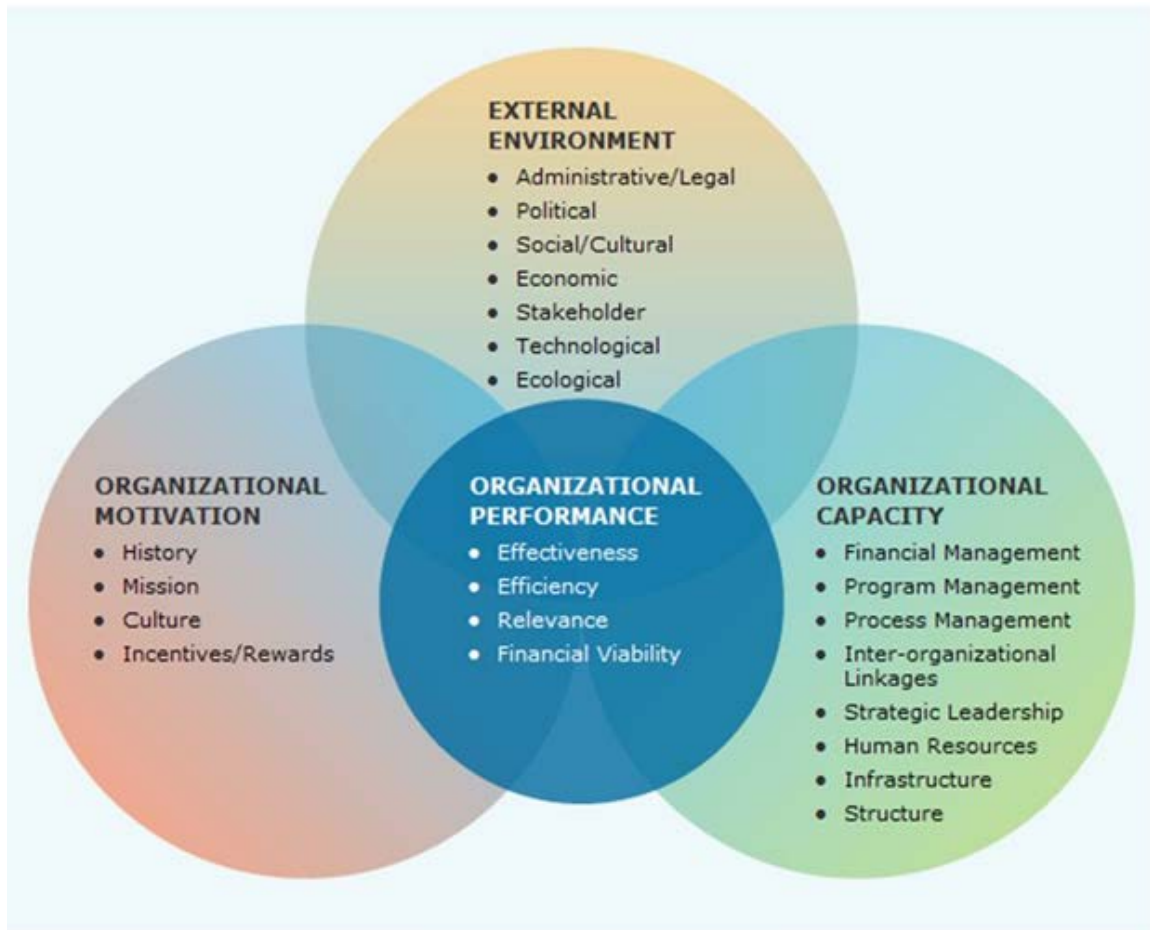 EXTERNAL
ENVIRONMENT
• Administrative/Legal
• Political
• Social/Cultural
• Economic
• Stakeholder
• Technological
• Ecological
ORGANIZATIONAL
MOTIVATION
• History
• Mission
• Culture
• Incentives/Rewards
ORGANIZATIONAL
PERFORMANCE
• Effectiveness
• Efficiency
• Relevance
• Financial Viability
ORGANIZATIONAL
CAPACITY
• Financial Management
• Program Management
• Process Management
• Inter-organizational
Linkages
• Strategic Leadership
• Human Resources
• Infrastructure
• Structure